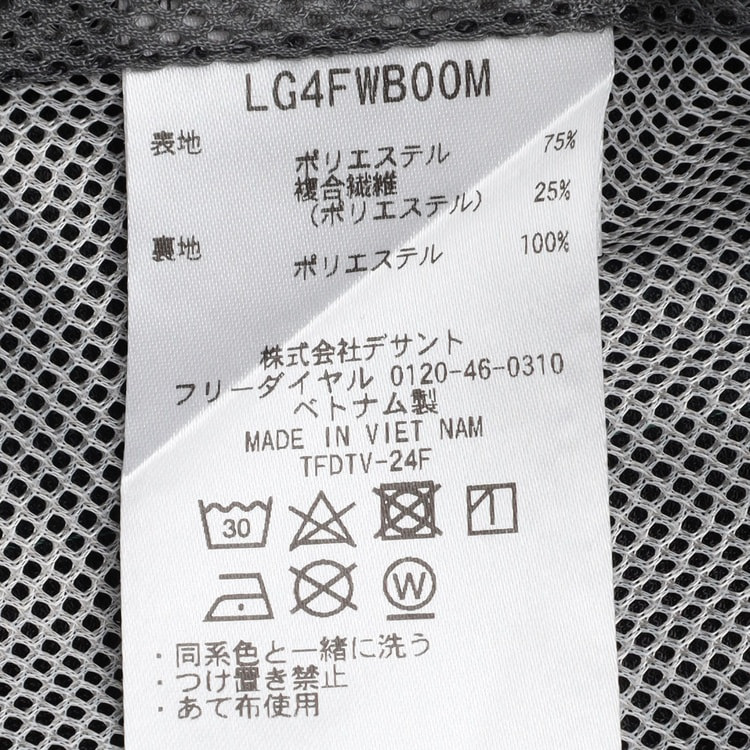 LG4FWB00M
表地
ポリエステル 75%
複合繊維
(ポリエステル) 25%
裏地
ポリエステル 100%
株式会社デサント
フリーダイヤル 0120-46-0310
ベトナム製
MADE IN VIET NAM
TFDTV-24F
30
W
・同系色と一緒に洗う
・つけ置き禁止
・あて布使用